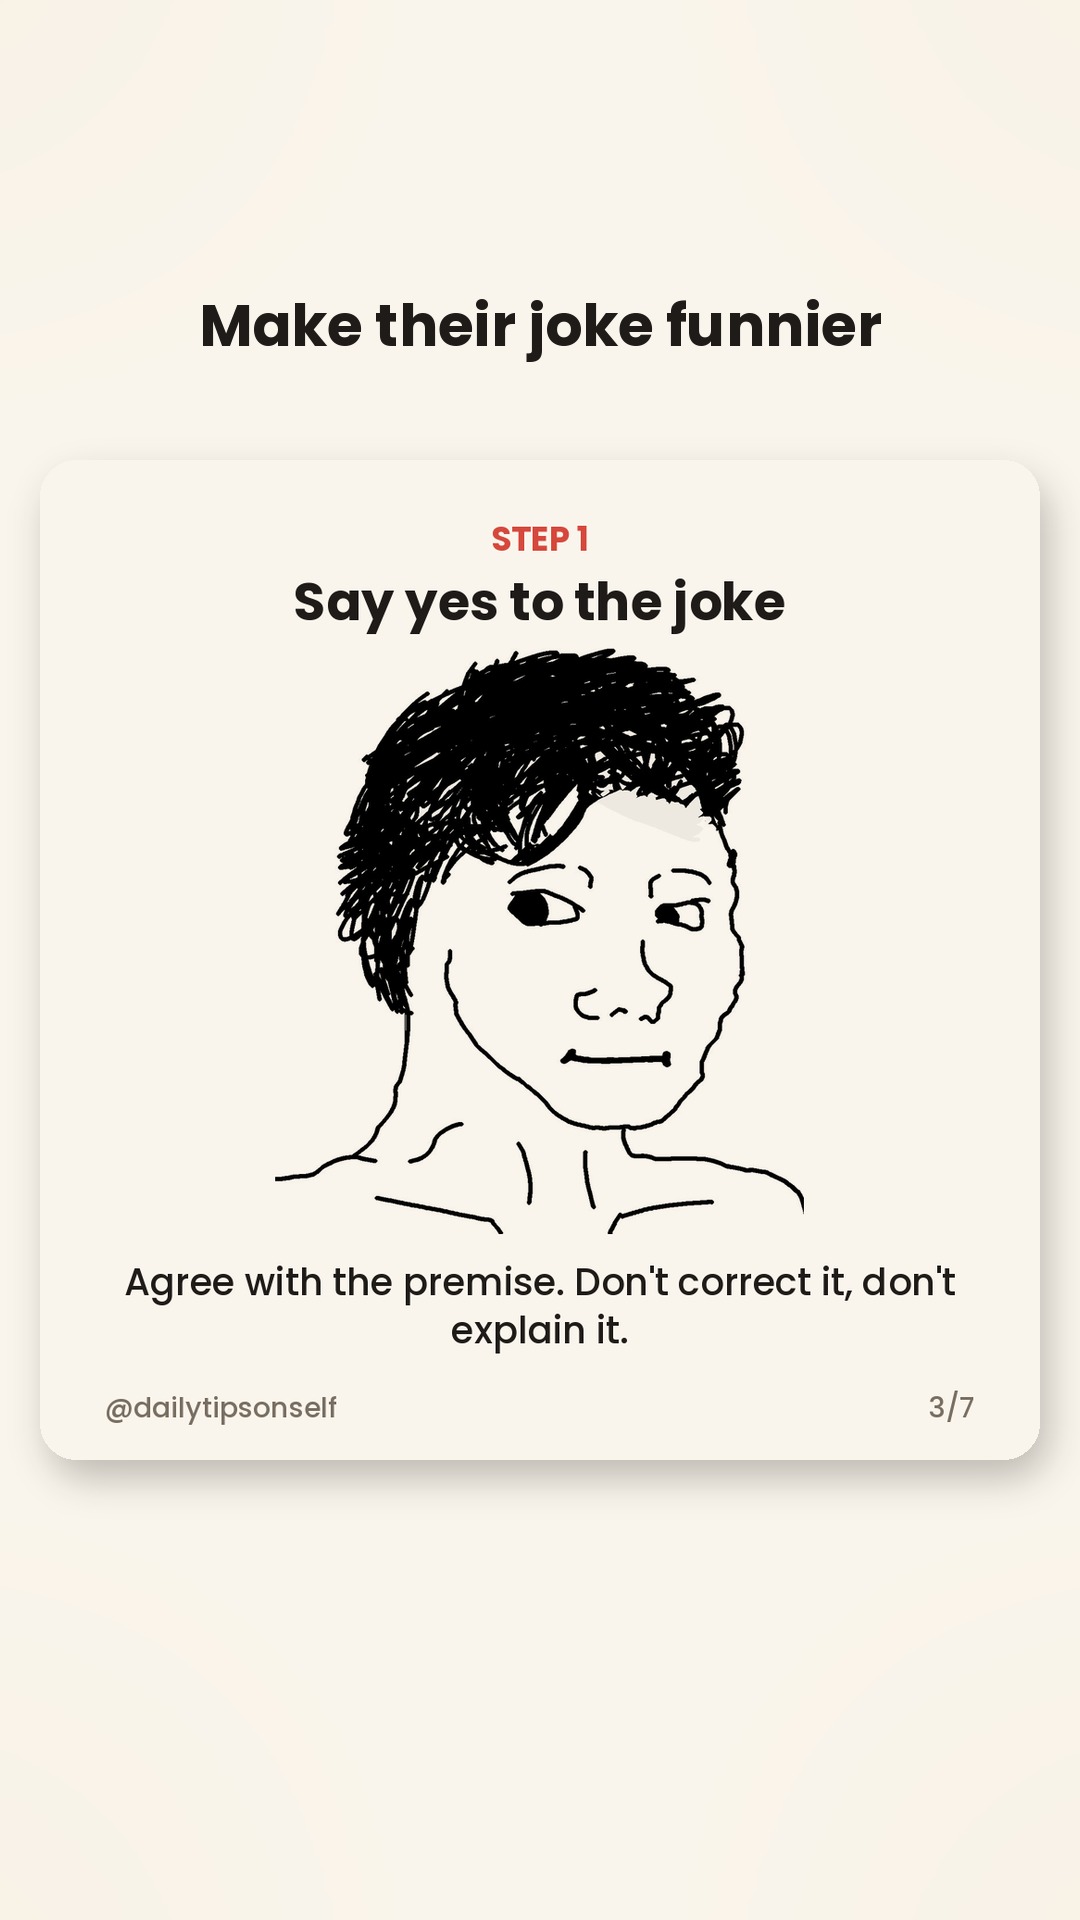 Make their joke funnier
STEP 1
Say yes to the joke
Agree with the premise. Don't correct it, don't
explain it.
@dailytipsonself
3/7